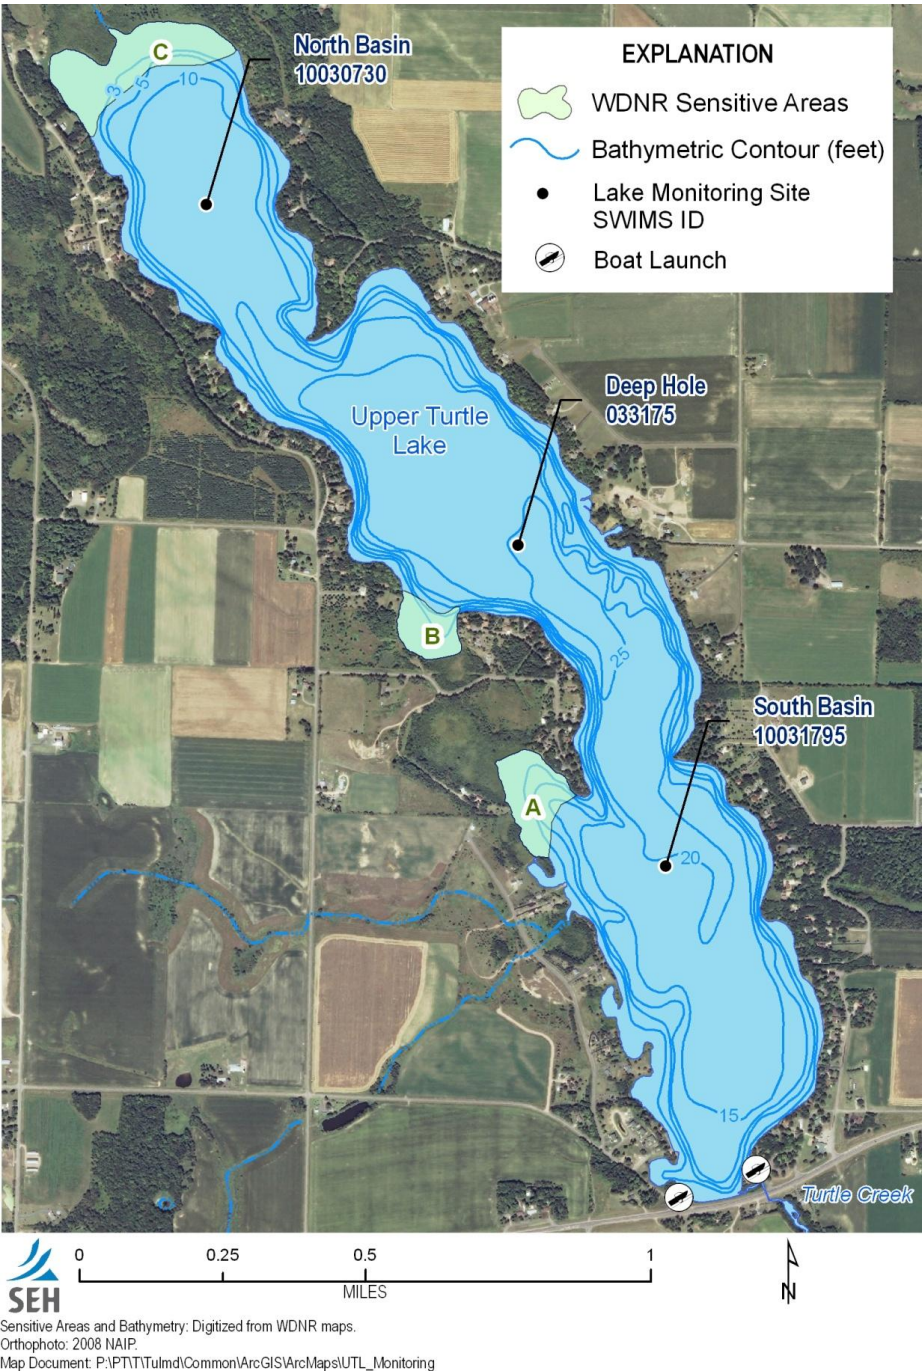 C
North Basin
10030730
3
5
10
EXPLANATION
WDNR Sensitive Areas
Bathymetric Contour (feet)
Lake Monitoring Site
SWIMS ID
Boat Launch
Upper Turtle
Lake
Deep Hole
033175
B
25
South Basin
10031795
A
20
15
Turtle Creek
0 0.25 0.5 1
MILES
N
SEH
Sensitive Areas and Bathymetry: Digitized from WDNR maps.
Orthophoto: 2008 NAIP.
Map Document: P:\PT\T\Tulmd\Common\ArcGIS\ArcMaps\UTL_Monitoring